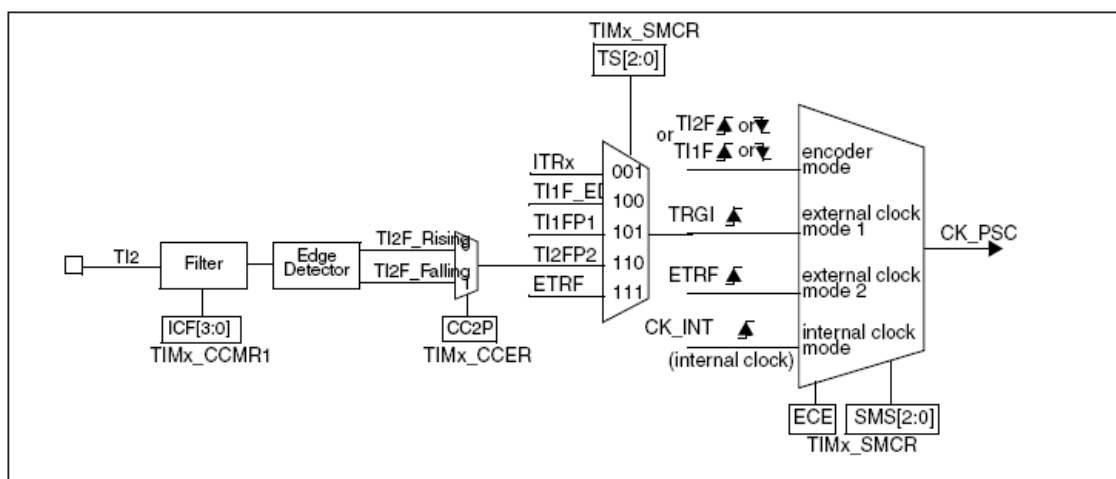 TIMx_SMCR
TS[2:0]
or TI2F or
TI1F or
encoder
mode
ITRx
001
TI1F_ED
100
TI1FP1
101
TRGI
external clock
mode 1
CK_PSC
TI2
Filter
Edge
Detector
TI2F_Rising
0
TI2F_Falling
1
TI2FP2
110
ETRF
111
ETRF
external clock
mode 2
CK_INT
(internal clock)
internal clock
mode
ICF[3:0]
TIMx_CCMR1
CC2P
TIMx_CCER
ECE
SMS[2:0]
TIMx_SMCR